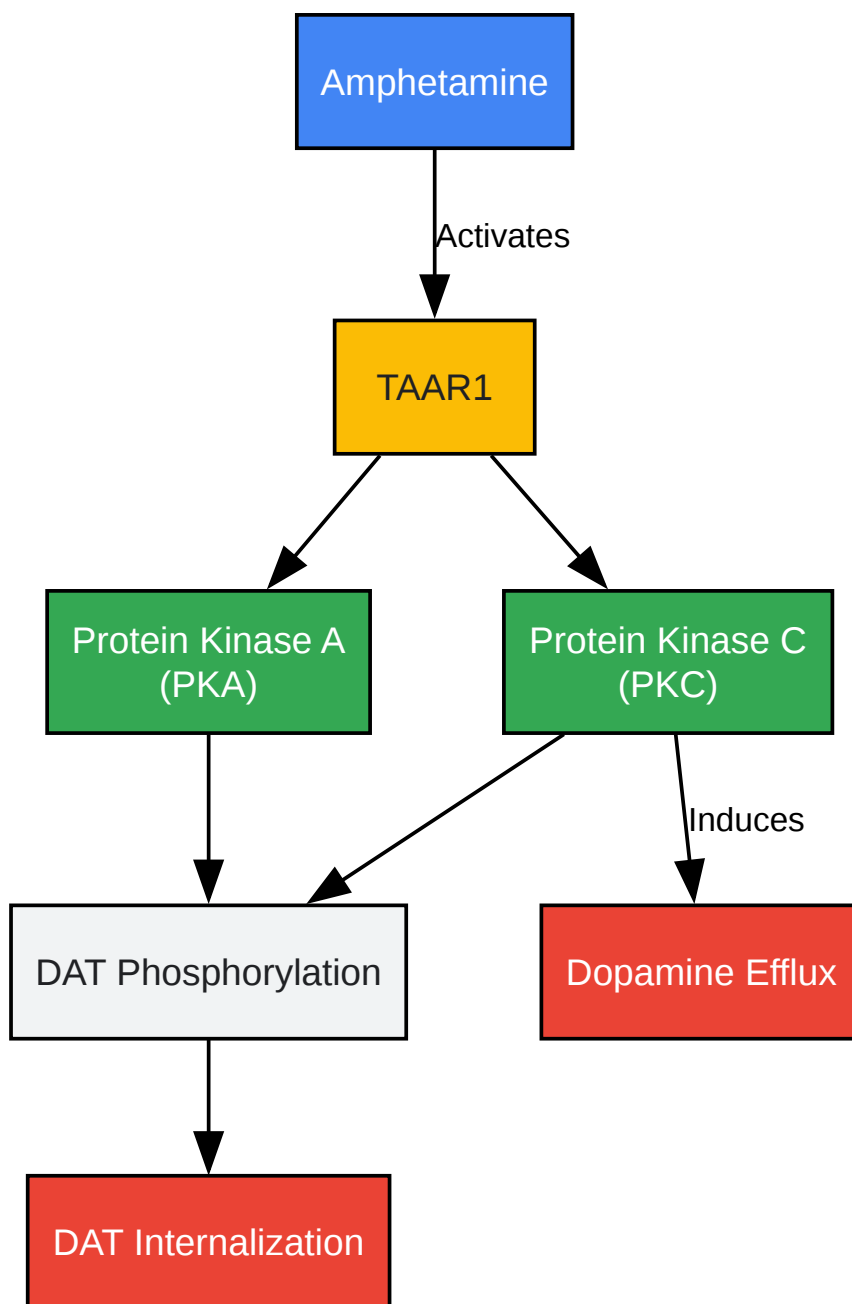 Amphetamine
Activates
TAAR1
Protein Kinase A
(PKA)
Protein Kinase C
(PKC)
Induces
DAT Phosphorylation
Dopamine Efflux
DAT Internalization